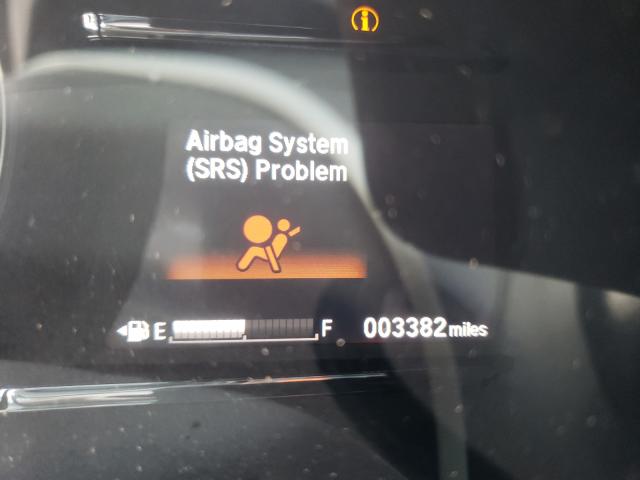 i
Airbag System
(SRS) Problem
E F 003382 miles